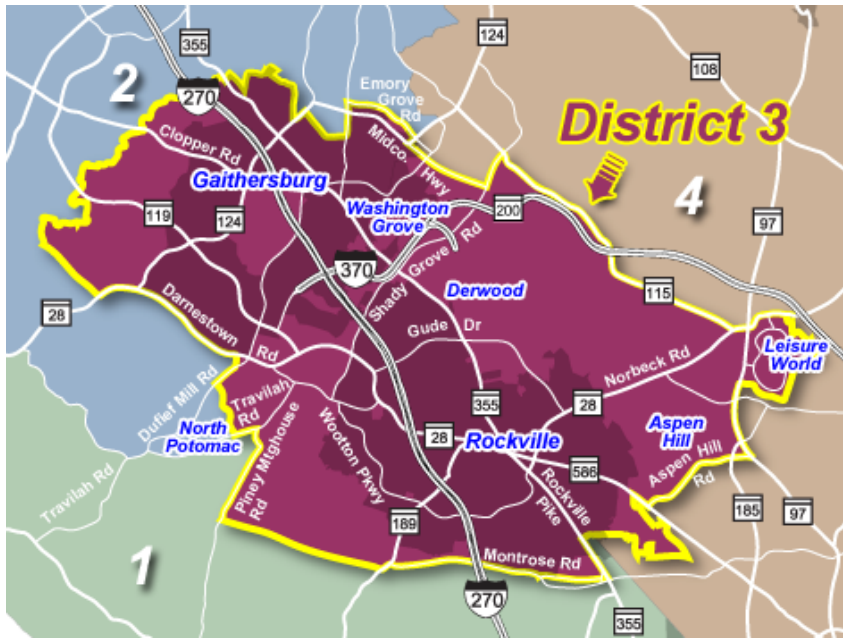 355
124
108
2
270
Emory
Grove
Rd
Midco.
Hwy
District 3
Clopper Rd
Gaithersburg
4
119
124
Washington
Grove
200
97
370
Shady Grove Rd
Derwood
115
28
Darnestown Rd
Gude Dr
Leisure
World
Norbeck Rd
Dufief Mill Rd
Travilah
Rd
355
28
North
Potomac
Wootton Pkwy
28
Rockville
Aspen
Hill
Piney Mtghouse
Rd
586
Aspen Hill
Rd
Travilah Rd
Rockville
Pike
189
185
97
1
Montrose Rd
270
355